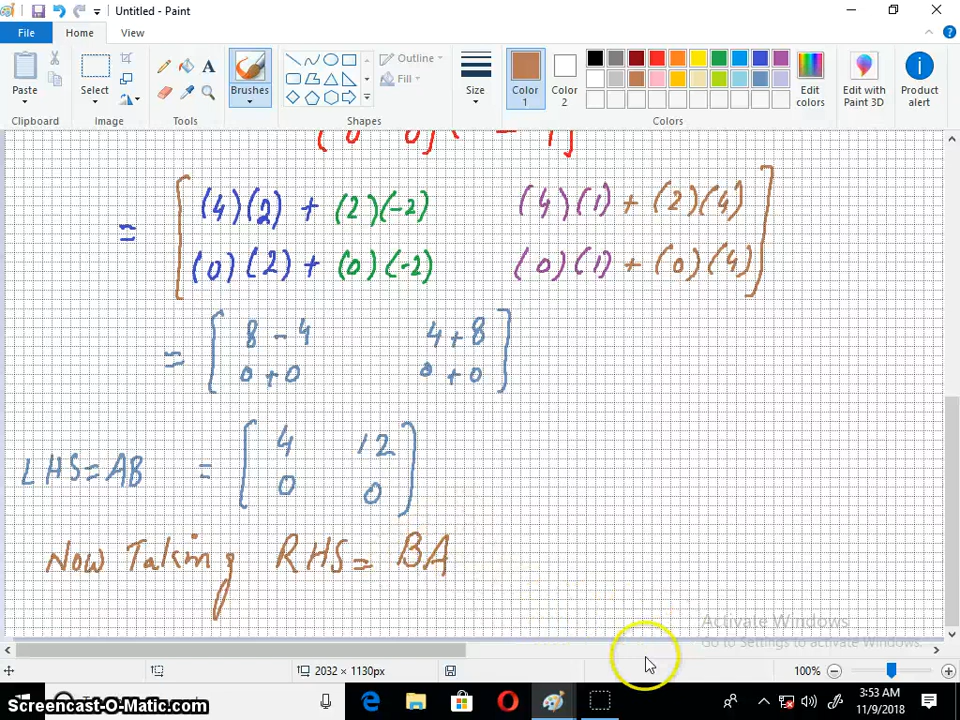 Untitled - Paint
File Home View
Paste Select Brushes Outline Fill Size Color 1 Color 2 Edit colors Edit with Paint 3D Product alert
Clipboard Image Tools Shapes Colors
= [ (4)(2) + (2)(-2) (4)(1) + (2)(4) ]
(0)(2) + (0)(-2) (0)(1) + (0)(4)
= [ 8 - 4 4 + 8 ]
0 + 0 0 + 0
LHS = AB = [ 4 12 ]
0 0
Now Taking RHS = BA
Activate Windows
Go to Settings to activate Windows.
2032 × 1130px 100%
Screencast-O-Matic.com
3:53 AM
11/9/2018